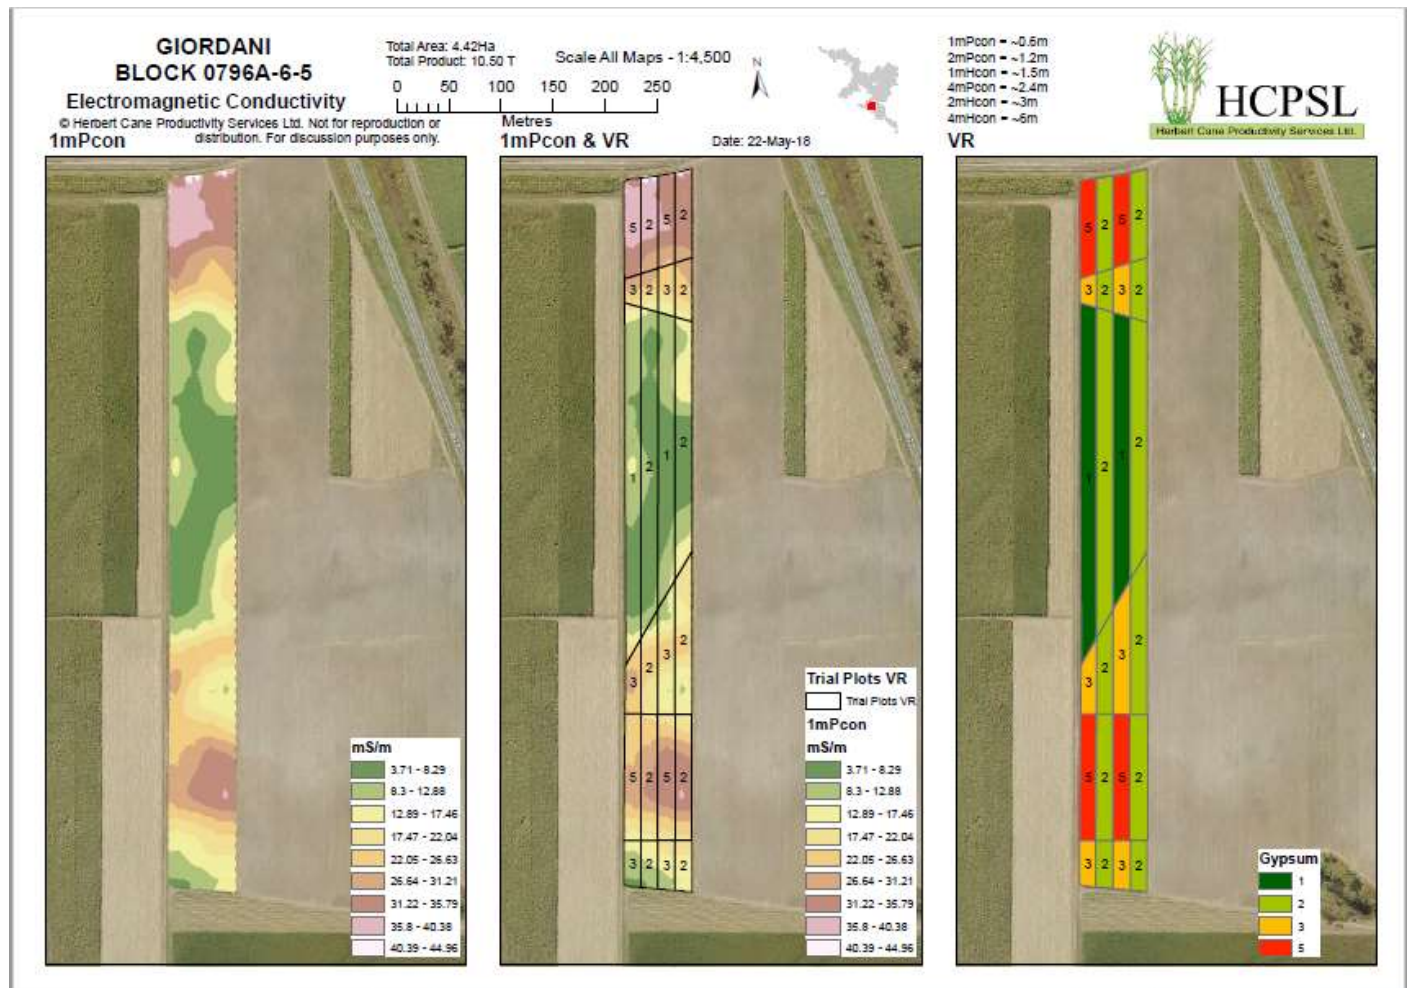 GIORDANI
BLOCK 0796A-6-5
Electromagnetic Conductivity
© Herbert Cane Productivity Services Ltd. Not for reproduction or
distribution. For discussion purposes only.
Total Area: 4.42Ha
Total Product: 10.50 T
Scale All Maps - 1:4,500
0 50 100 150 200 250
Metres
N
Date: 22-May-18
1mPcon = ~0.6m
2mPcon = ~1.2m
1mHcon = ~1.5m
4mPcon = ~2.4m
2mHcon = ~3m
4mHcon = ~6m
HCPSL
Herbert Cane Productivity Services Ltd.
1mPcon
mS/m
3.71 - 8.29
8.3 - 12.88
12.89 - 17.46
17.47 - 22.04
22.05 - 26.63
26.64 - 31.21
31.22 - 35.79
35.8 - 40.38
40.39 - 44.96
1mPcon & VR
5 2 5 2
3 2 3 2
1 2 1 2
3 2 3 2
5 2 5 2
3 2 3 2
Trial Plots VR
Trial Plots VR
1mPcon
mS/m
3.71 - 8.29
8.3 - 12.88
12.89 - 17.46
17.47 - 22.04
22.05 - 26.63
26.64 - 31.21
31.22 - 35.79
35.8 - 40.38
40.39 - 44.96
VR
5 2 5 2
3 2 3 2
1 2 1 2
3 2 3 2
5 2 5 2
3 2 3 2
Gypsum
1
2
3
5